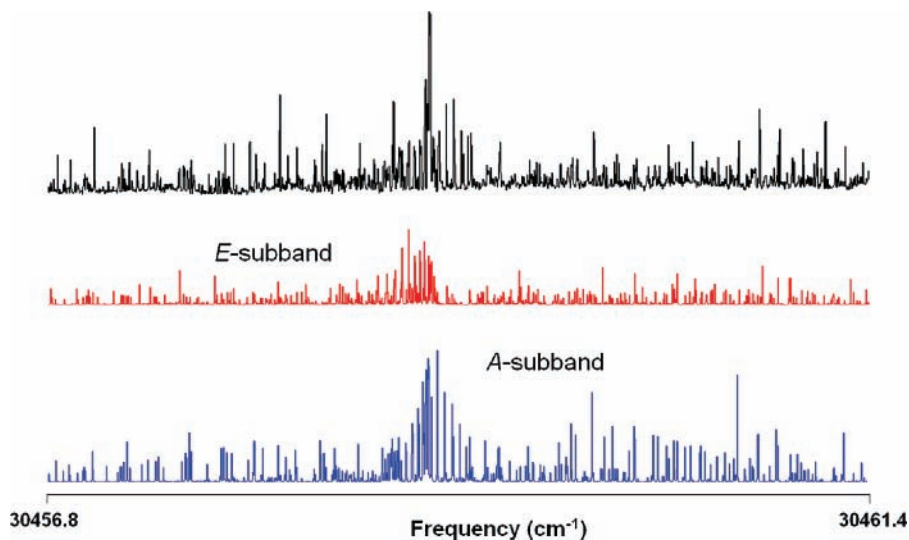 E-subband
A-subband
30456.8
30461.4
Frequency (cm⁻¹)